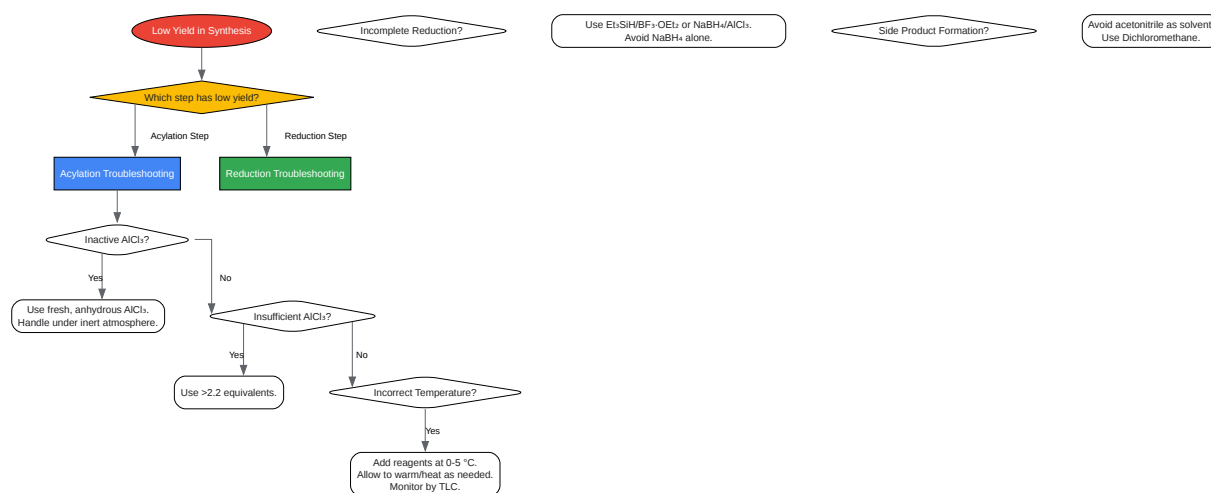 Low Yield in Synthesis
Incomplete Reduction?
Use Et₃SiH/BF₃·OEt₂ or NaBH₄/AlCl₃.
Avoid NaBH₄ alone.
Side Product Formation?
Avoid acetonitrile as solvent
Use Dichloromethane.
Which step has low yield?
Acylation Step
Reduction Step
Acylation Troubleshooting
Reduction Troubleshooting
Inactive AlCl₃?
Yes
No
Use fresh, anhydrous AlCl₃.
Handle under inert atmosphere.
Insufficient AlCl₃?
Yes
No
Use >2.2 equivalents.
Incorrect Temperature?
Yes
Add reagents at 0-5 °C.
Allow to warm/heat as needed.
Monitor by TLC.